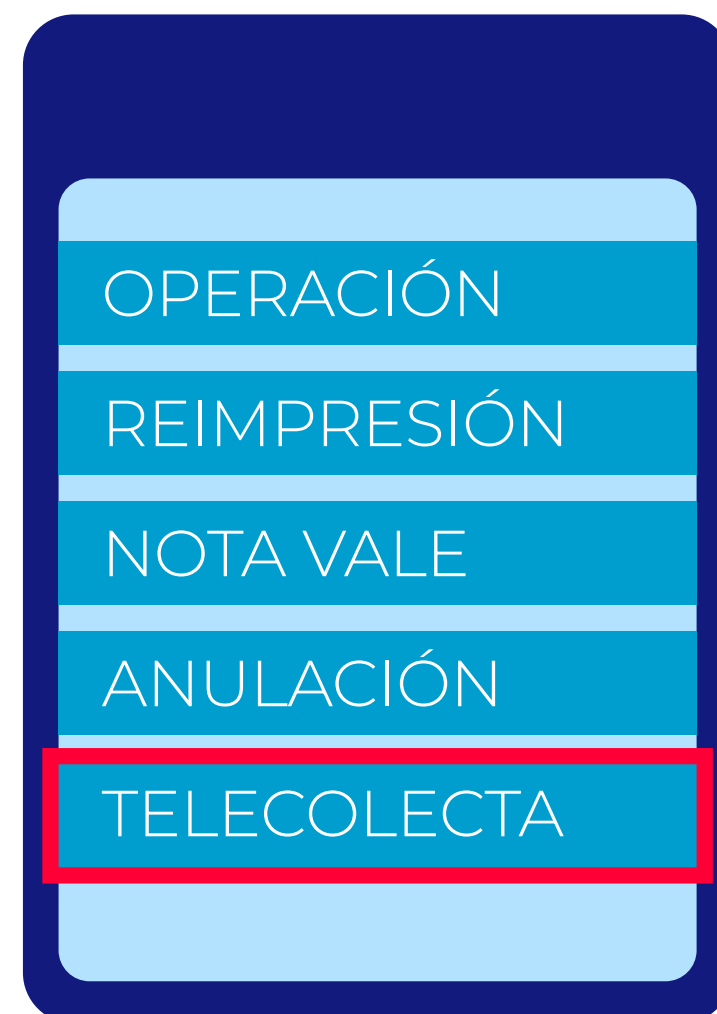 OPERACIÓN
REIMPRESIÓN
NOTA VALE
ANULACIÓN
TELECOLECTA